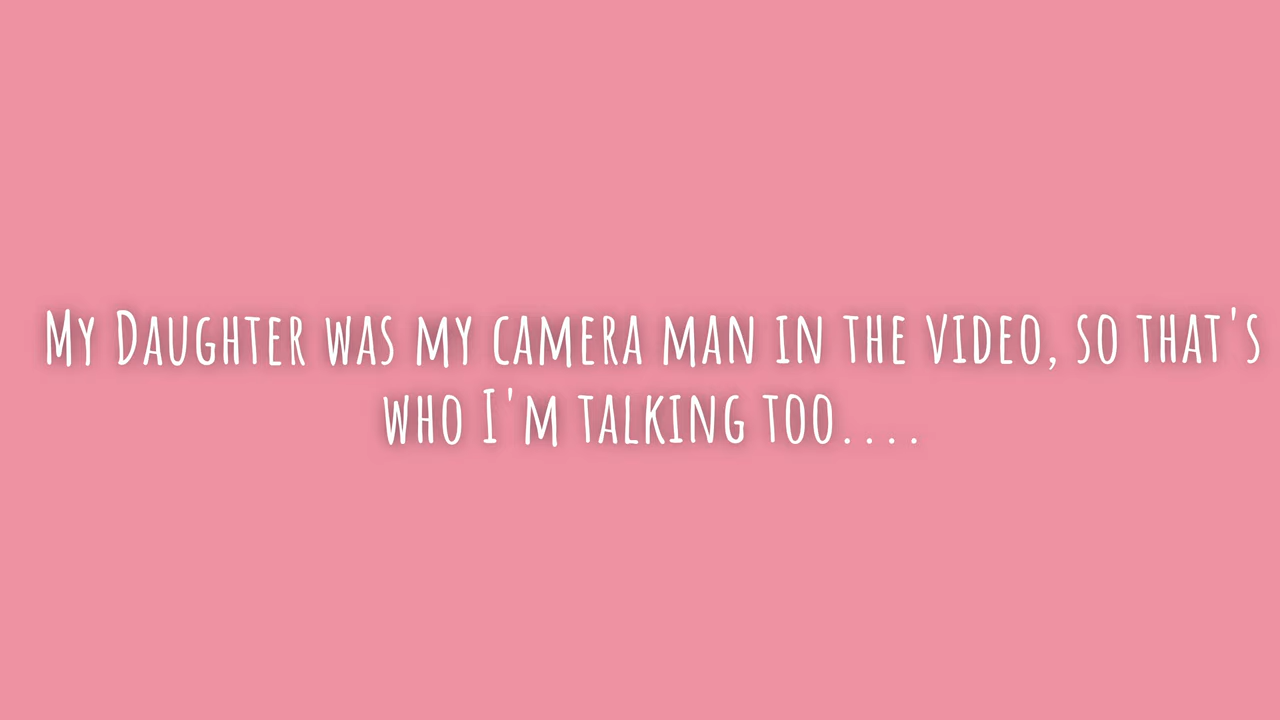 My Daughter was my camera man in the video, so that's
who I'm talking too....